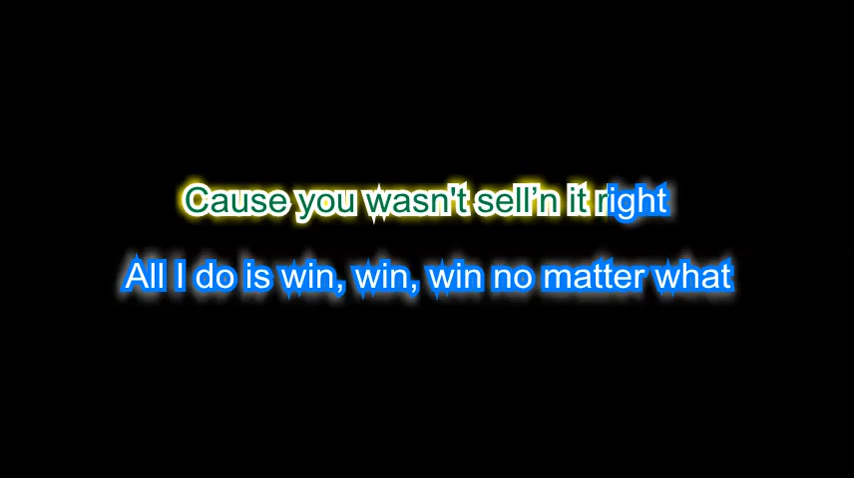 Cause you wasn't sell’n it right
All I do is win, win, win no matter what